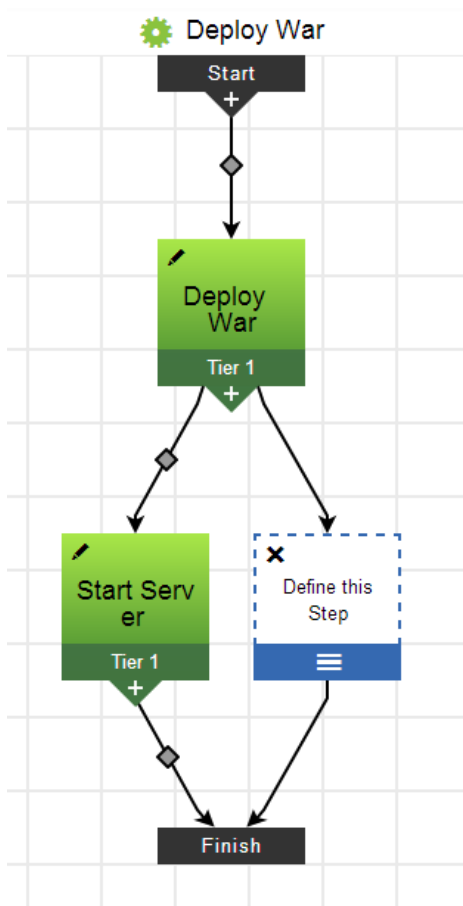 Deploy War
Start
Deploy
War
Tier 1
Start Serv
er
Tier 1
Define this
Step
Finish